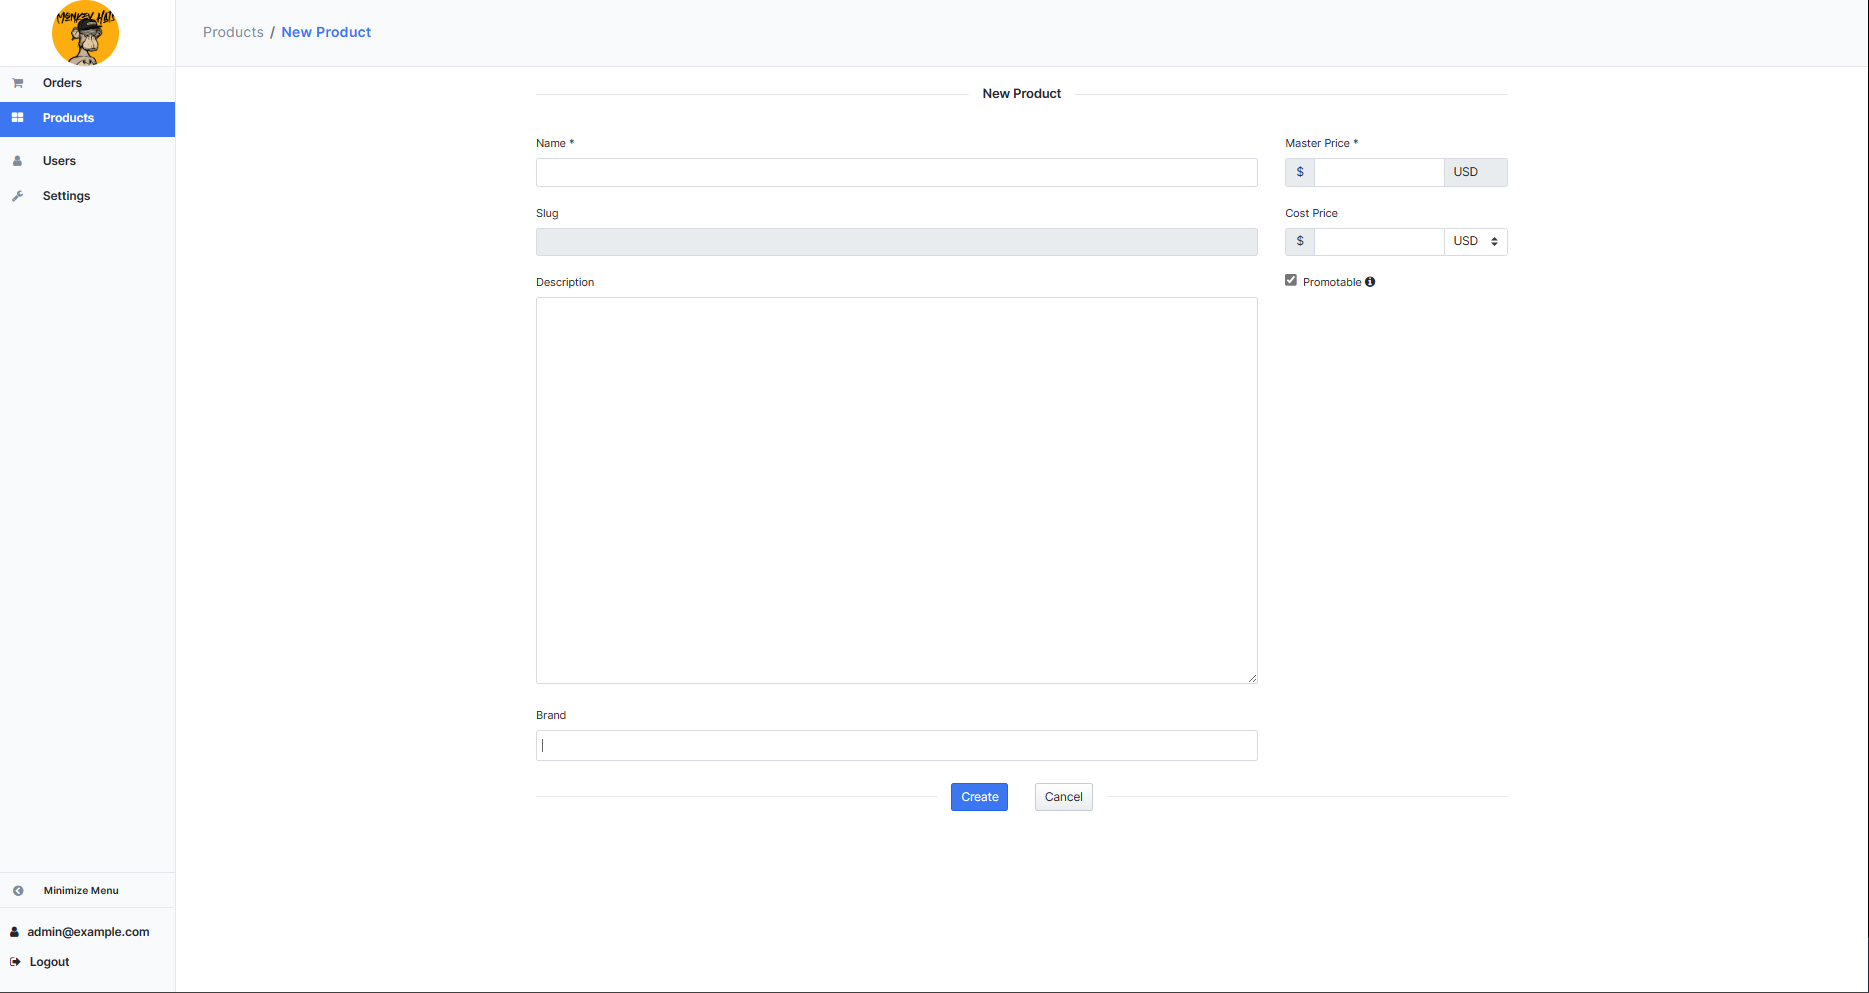 MONKEY
Products / New Product
Orders
Products
Users
Settings
New Product
Name *
Master Price *
$ USD
Slug
Cost Price
$ USD
Description
Promotable
Brand
Create
Cancel
Minimize Menu
admin@example.com
Logout